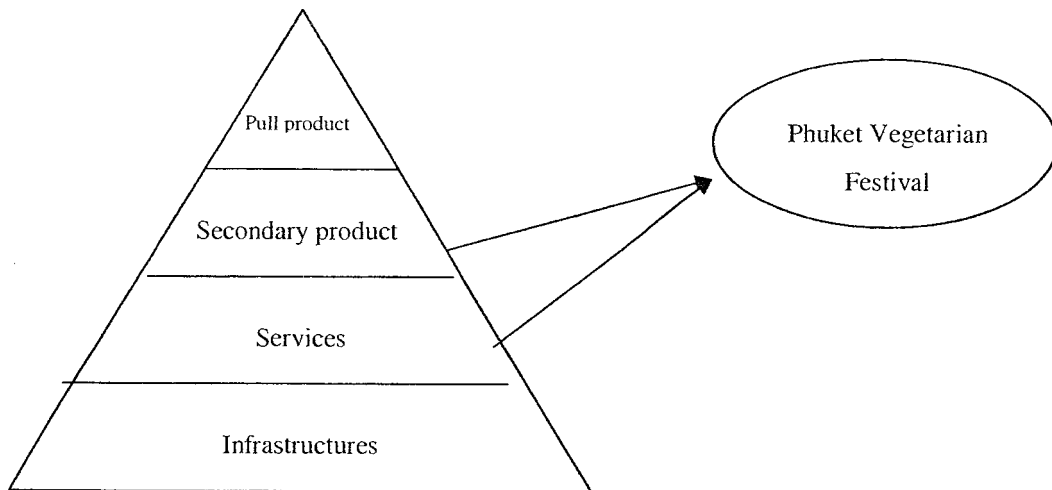 Pull product
Phuket Vegetarian
Festival
Secondary product
Services
Infrastructures